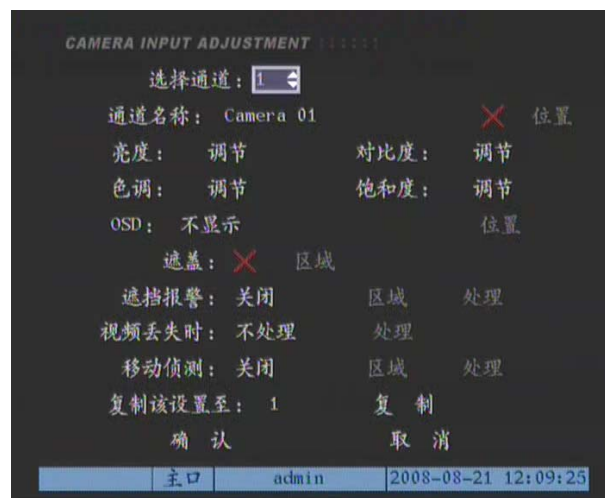 CAMERA INPUT ADJUSTMENT ::::::
选择通道： 1
通道名称： Camera 01 位置
亮度： 调节 对比度： 调节
色调： 调节 饱和度： 调节
OSD： 不显示 位置
遮盖： 区域
遮挡报警： 关闭 区域 处理
视频丢失时： 不处理 处理
移动侦测： 关闭 区域 处理
复制该设置至： 1 复 制
确 认 取 消
主口 admin 2008-08-21 12:09:25